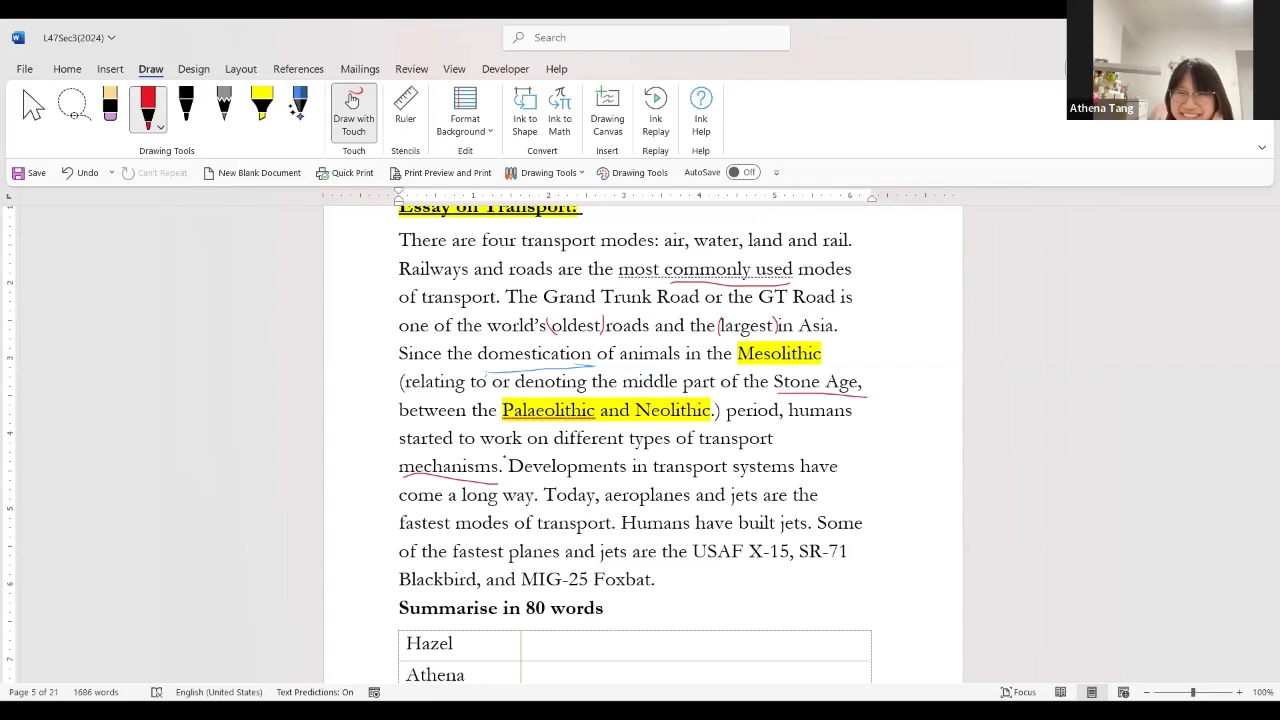 L47Sec3(2024)
Search
File Home Insert Draw Design Layout References Mailings Review View Developer Help
Athena Tang
Draw with Touch
Ruler
Format Background
Ink to Shape
Ink to Math
Drawing Canvas
Ink Replay
Ink Help
Drawing Tools Touch Stencils Edit Convert Insert Replay Help
Save Undo Can't Repeat New Blank Document Quick Print Print Preview and Print Drawing Tools Drawing Tools AutoSave Off
1 2 3 4 5 6
Essay on Transport:
There are four transport modes: air, water, land and rail.
Railways and roads are the most commonly used modes
of transport. The Grand Trunk Road or the GT Road is
one of the world's oldest roads and the largest in Asia.
Since the domestication of animals in the Mesolithic
(relating to or denoting the middle part of the Stone Age,
between the Palaeolithic and Neolithic.) period, humans
started to work on different types of transport
mechanisms. Developments in transport systems have
come a long way. Today, aeroplanes and jets are the
fastest modes of transport. Humans have built jets. Some
of the fastest planes and jets are the USAF X-15, SR-71
Blackbird, and MIG-25 Foxbat.
Summarise in 80 words
Hazel
Athena
Page 5 of 21 1686 words English (United States) Text Predictions: On Focus 100%